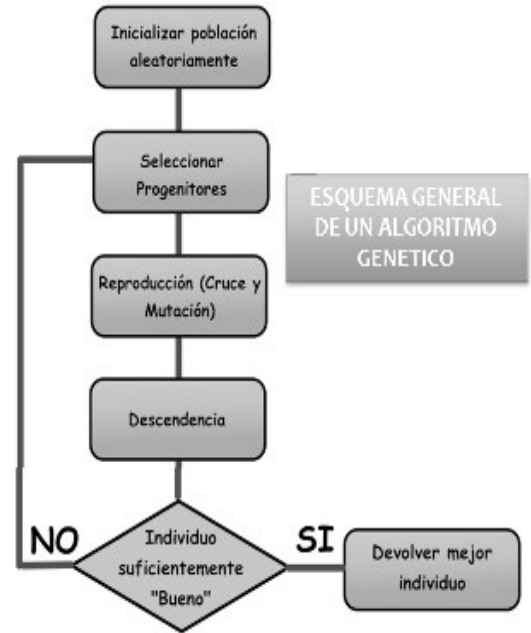 Inicializar población
aleatoriamente
Seleccionar
Progenitores
ESQUEMA GENERAL
DE UN ALGORITMO
GENETICO
Reproducción (Cruce y
Mutación)
Descendencia
NO
Individuo
suficientemente
"Bueno"
SI
Devolver mejor
individuo